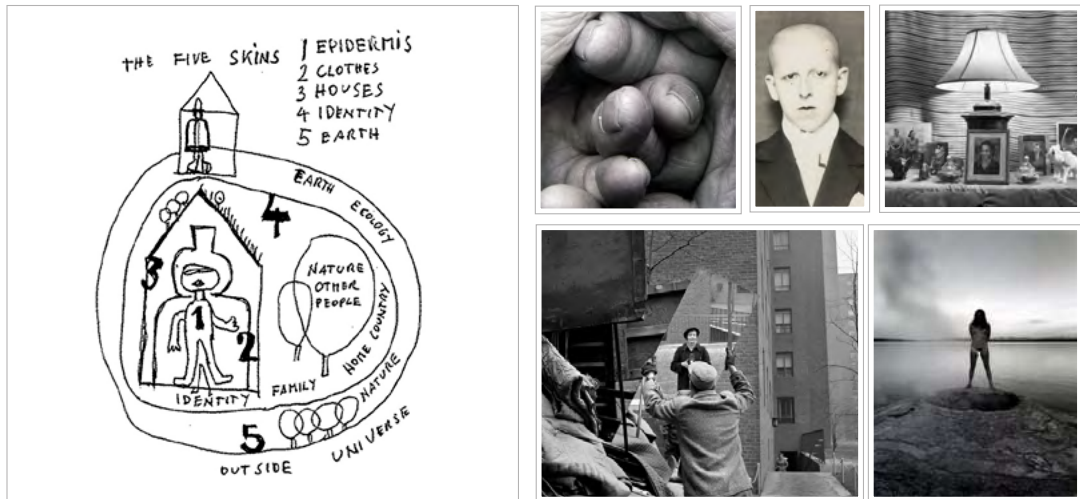 THE FIVE SKINS
1 EPIDERMIS
2 CLOTHES
3 HOUSES
4 IDENTITY
5 EARTH
EARTH
ECOLOGY
4
3
NATURE
OTHER
PEOPLE
1
2
HOME COUNTRY
FAMILY
IDENTITY
NATURE
5
UNIVERSE
OUTSIDE